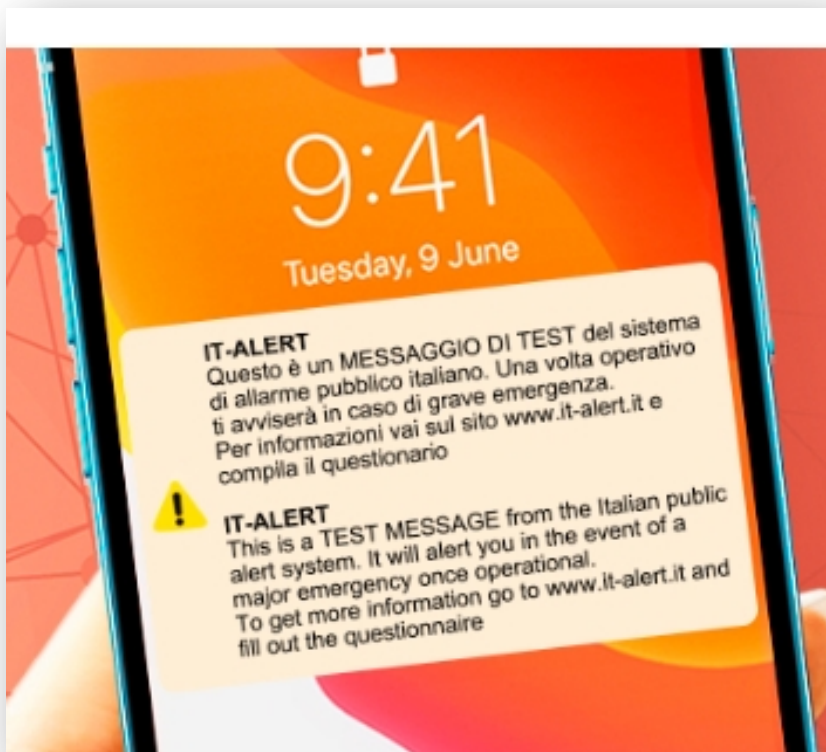 9:41
Tuesday, 9 June
IT-ALERT
Questo è un MESSAGGIO DI TEST del sistema
di allarme pubblico italiano. Una volta operativo
ti avviserà in caso di grave emergenza.
Per informazioni vai sul sito www.it-alert.it e
compila il questionario
IT-ALERT
This is a TEST MESSAGE from the Italian public
alert system. It will alert you in the event of a
major emergency once operational.
To get more information go to www.it-alert.it and
fill out the questionnaire